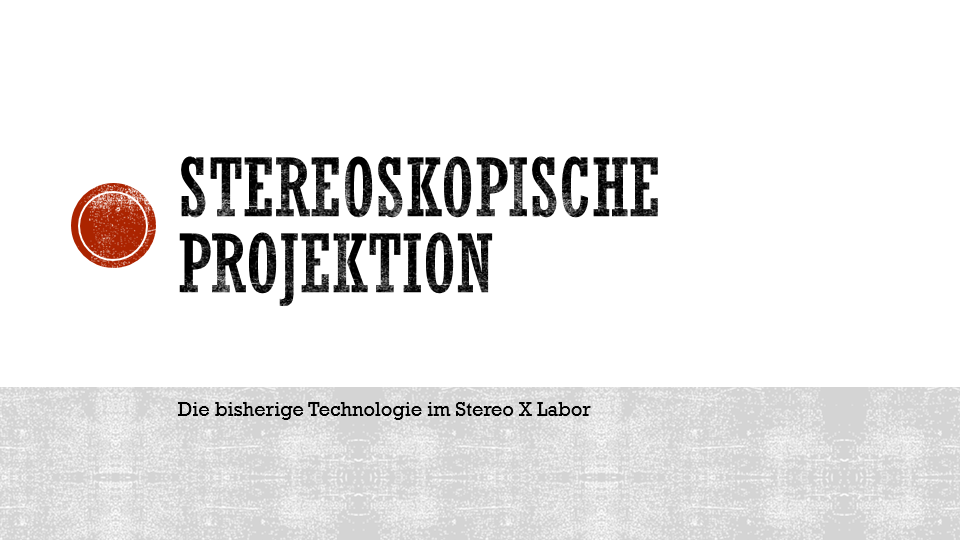 STEREOSKOPISCHE
PROJEKTION
Die bisherige Technologie im Stereo X Labor